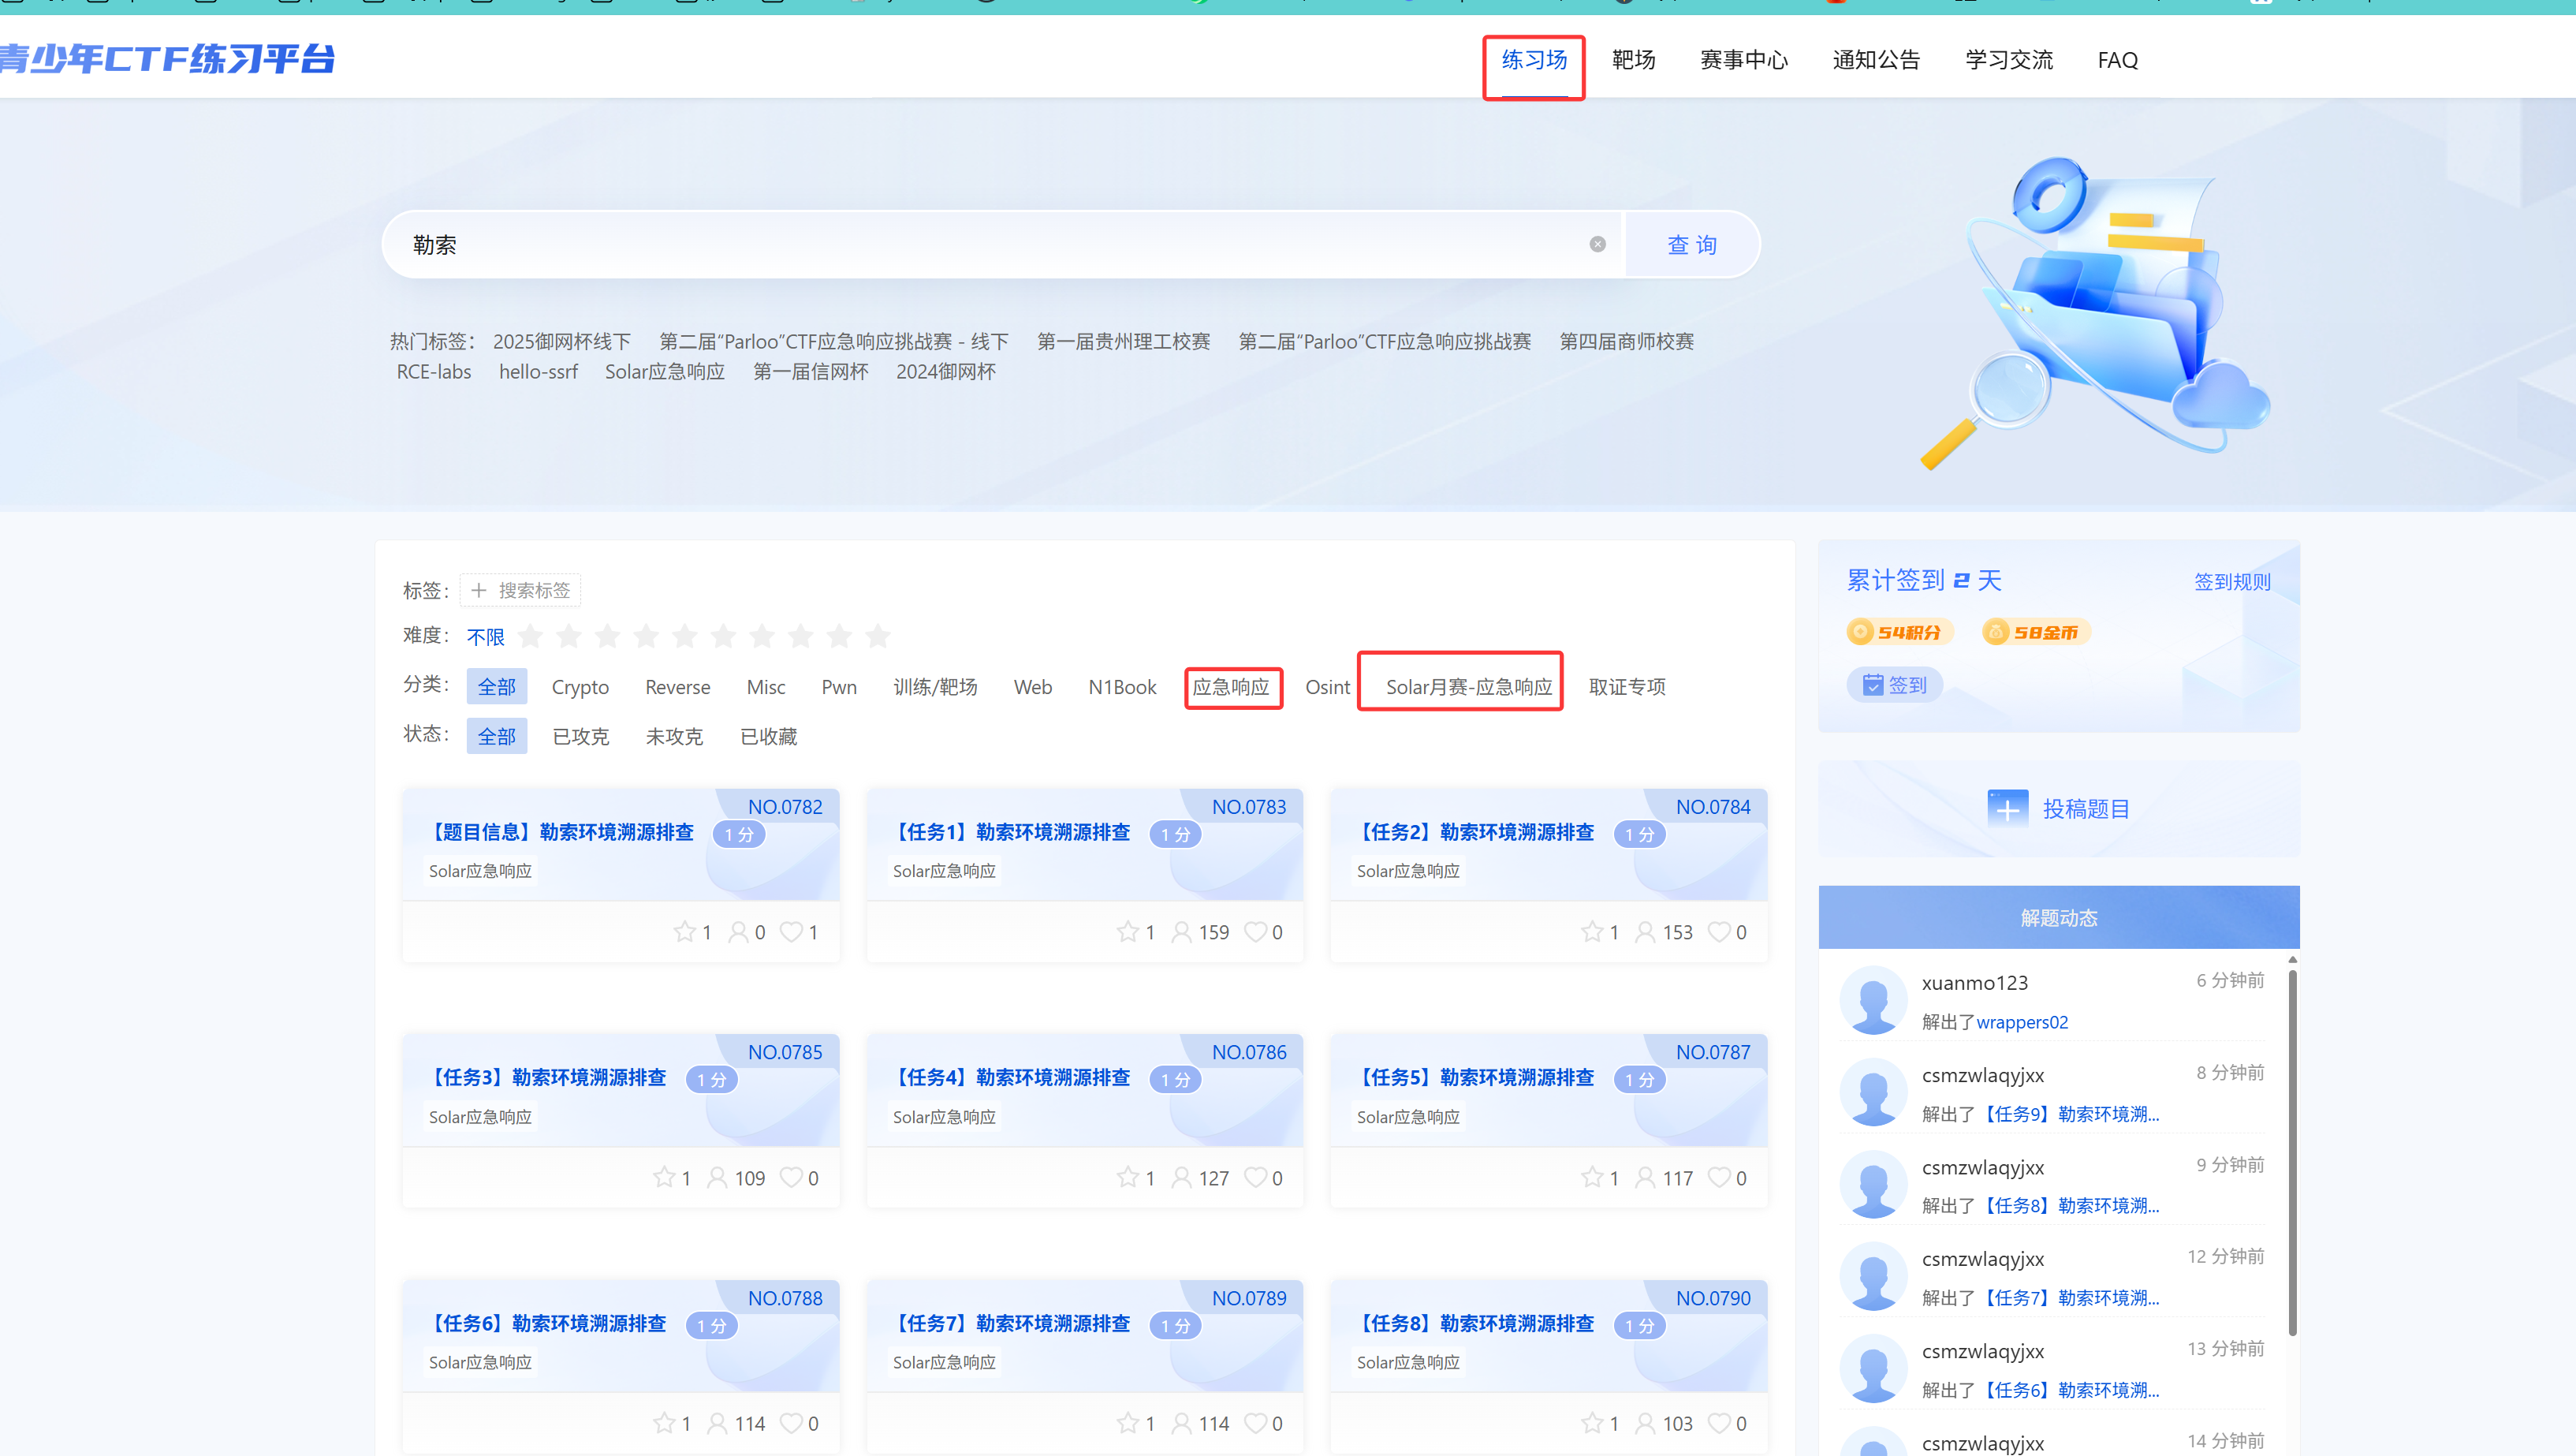 青少年CTF练习平台
练习场 靶场 赛事中心 通知公告 学习交流 FAQ
勒索 查 询
热门标签： 2025御网杯线下 第二届“Parloo”CTF应急响应挑战赛 - 线下 第一届贵州理工校赛 第二届“Parloo”CTF应急响应挑战赛 第四届商师校赛
RCE-labs hello-ssrf Solar应急响应 第一届信网杯 2024御网杯
标签： 搜索标签
难度： 不限
分类： 全部 Crypto Reverse Misc Pwn 训练/靶场 Web N1Book 应急响应 Osint Solar月赛-应急响应 取证专项
状态： 全部 已攻克 未攻克 已收藏
NO.0782
【题目信息】勒索环境溯源排查 1 分
Solar应急响应
1 0 1
NO.0783
【任务1】勒索环境溯源排查 1 分
Solar应急响应
1 159 0
NO.0784
【任务2】勒索环境溯源排查 1 分
Solar应急响应
1 153 0
NO.0785
【任务3】勒索环境溯源排查 1 分
Solar应急响应
1 109 0
NO.0786
【任务4】勒索环境溯源排查 1 分
Solar应急响应
1 127 0
NO.0787
【任务5】勒索环境溯源排查 1 分
Solar应急响应
1 117 0
NO.0788
【任务6】勒索环境溯源排查 1 分
Solar应急响应
1 114 0
NO.0789
【任务7】勒索环境溯源排查 1 分
Solar应急响应
1 114 0
NO.0790
【任务8】勒索环境溯源排查 1 分
Solar应急响应
1 103 0
累计签到 2 天 签到规则
54积分 58金币
签到
投稿题目
解题动态
xuanmo123 6 分钟前
解出了wrappers02
csmzwlaqyjxx 8 分钟前
解出了【任务9】勒索环境溯...
csmzwlaqyjxx 9 分钟前
解出了【任务8】勒索环境溯...
csmzwlaqyjxx 12 分钟前
解出了【任务7】勒索环境溯...
csmzwlaqyjxx 13 分钟前
解出了【任务6】勒索环境溯...
csmzwlaqyjxx 14 分钟前